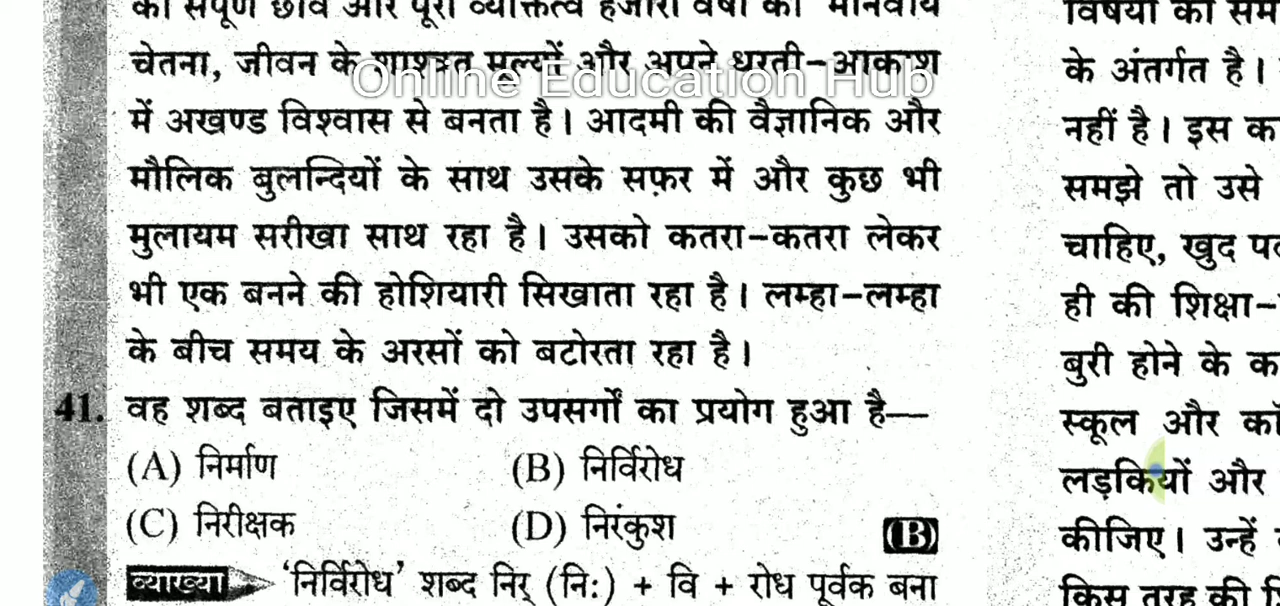 की संपूर्ण छवि और पूरा व्यक्तित्व हजारों वर्षों की मानवीय
चेतना, जीवन के शाश्वत मूल्यों और अपने धरती-आकाश
Online Education Hub
में अखण्ड विश्वास से बनता है। आदमी की वैज्ञानिक और
मौलिक बुलन्दियों के साथ उसके सफ़र में और कुछ भी
मुलायम सरीखा साथ रहा है। उसको कतरा-कतरा लेकर
भी एक बनने की होशियारी सिखाता रहा है। लम्हा-लम्हा
के बीच समय के अरसों को बटोरता रहा है।
41. वह शब्द बताइए जिसमें दो उपसर्गों का प्रयोग हुआ है—
(A) निर्माण (B) निर्विरोध
(C) निरीक्षक (D) निरंकुश (B)
व्याख्या 'निर्विरोध' शब्द निर् (नि:) + वि + रोध पूर्वक बना
विषयों को
के अंतर्गत है।
नहीं है। इस
समझे तो उसे
चाहिए, खुद
ही की शिक्षा-
बुरी होने के
स्कूल और
लड़कियों और
कीजिए। उन्हें
किस तरह की